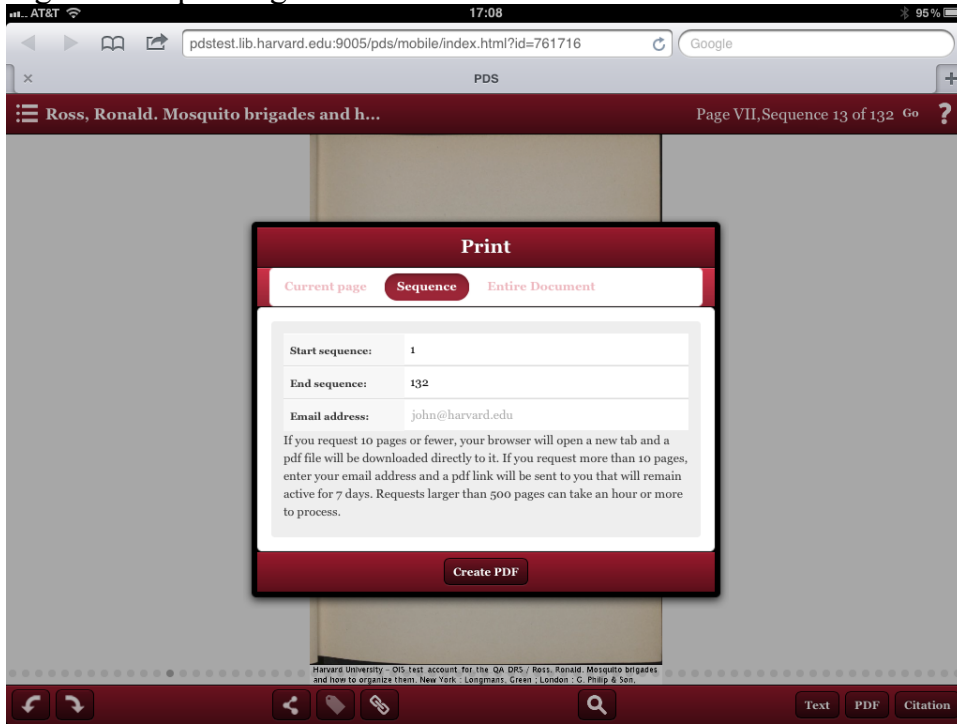 AT&T 17:08 95%
pdstest.lib.harvard.edu:9005/pds/mobile/index.html?id=761716 Google
PDS
Ross, Ronald. Mosquito brigades and h... Page VII,Sequence 13 of 132 Go ?
Print
Current page Sequence Entire Document
Start sequence: 1
End sequence: 132
Email address: john@harvard.edu
If you request 10 pages or fewer, your browser will open a new tab and a
pdf file will be downloaded directly to it. If you request more than 10 pages,
enter your email address and a pdf link will be sent to you that will remain
active for 7 days. Requests larger than 500 pages can take an hour or more
to process.
Create PDF
Harvard University - OIS test account for the QA DRS / Ross, Ronald. Mosquito brigades
and how to organize them. New York : Longmans, Green ; London : G. Philip & Son,
Text PDF Citation